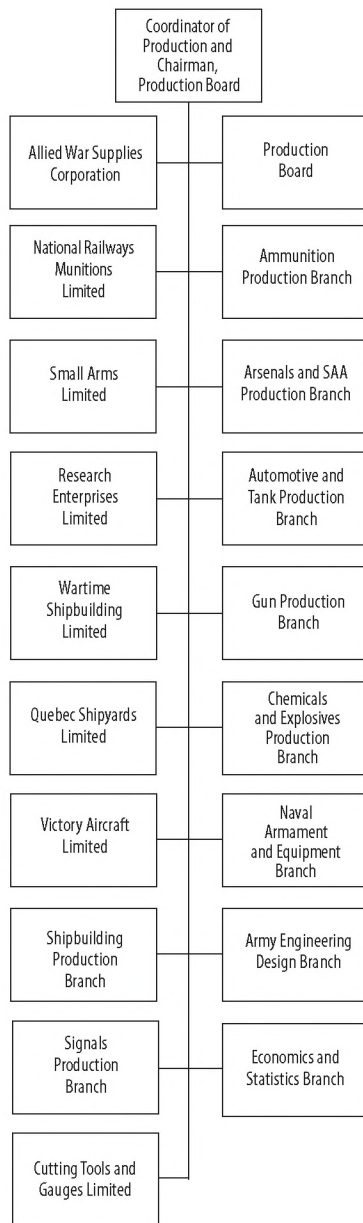 Coordinator of
Production and
Chairman,
Production Board
Allied War Supplies
Corporation
Production
Board
National Railways
Munitions
Limited
Ammunition
Production Branch
Small Arms
Limited
Arsenals and SAA
Production Branch
Research
Enterprises
Limited
Automotive and
Tank Production
Branch
Wartime
Shipbuilding
Limited
Gun Production
Branch
Quebec Shipyards
Limited
Chemicals
and Explosives
Production
Branch
Victory Aircraft
Limited
Naval
Armament
and Equipment
Branch
Shipbuilding
Production
Branch
Army Engineering
Design Branch
Signals
Production
Branch
Economics and
Statistics Branch
Cutting Tools and
Gauges Limited